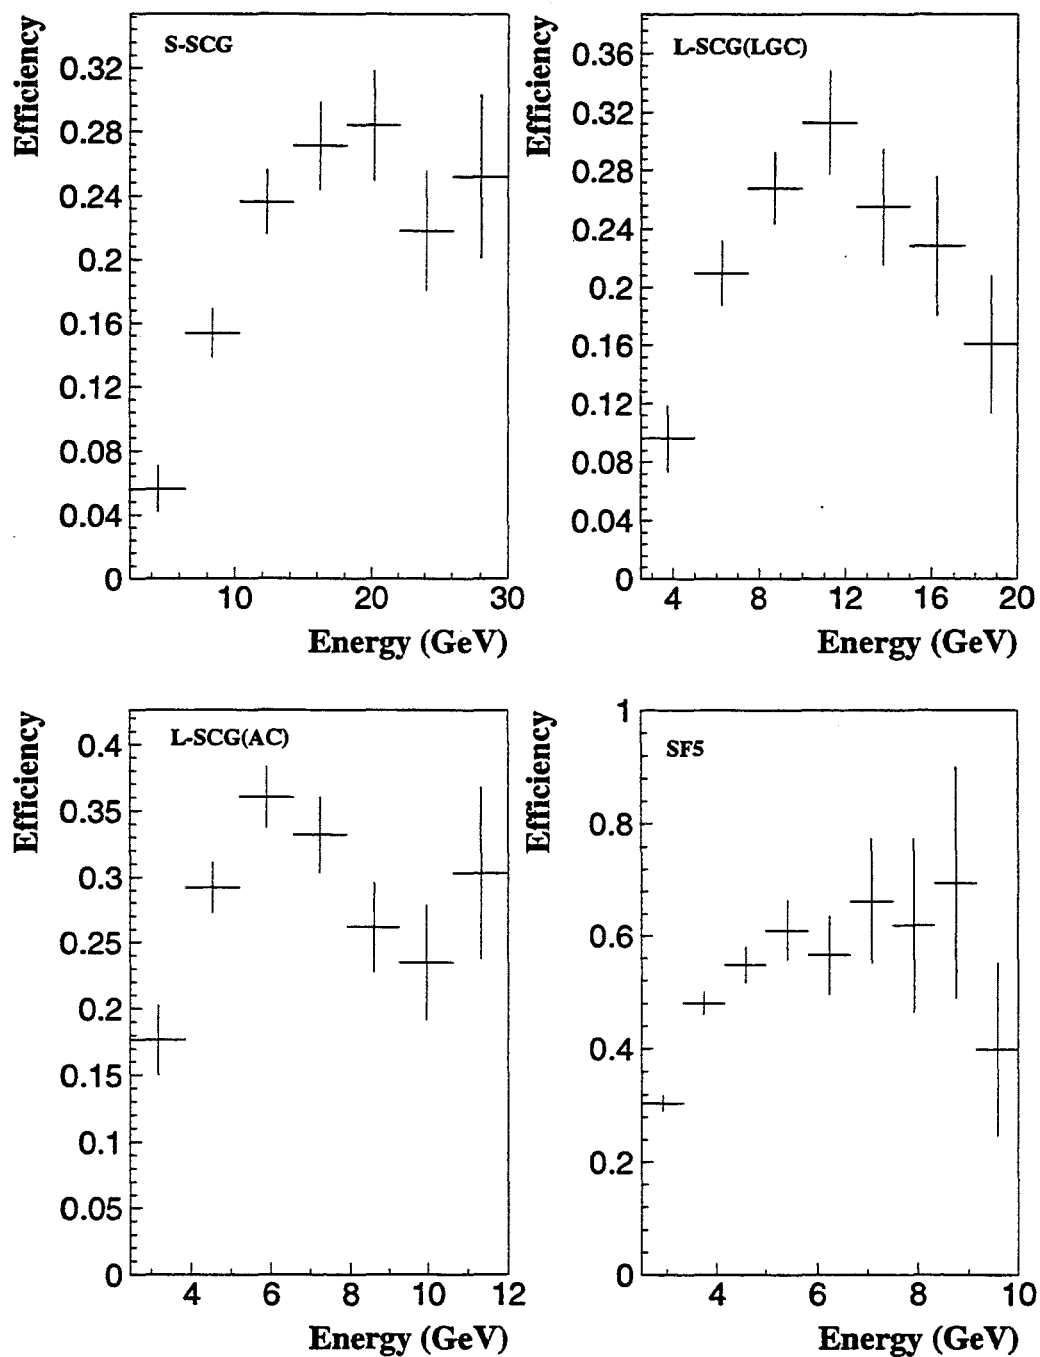 Efficiency
S-SCG
0.32
0.28
0.24
0.2
0.16
0.12
0.08
0.04
0
10 20 30
Energy (GeV)
Efficiency
L-SCG(LGC)
0.36
0.32
0.28
0.24
0.2
0.16
0.12
0.08
0.04
0
4 8 12 16 20
Energy (GeV)
Efficiency
L-SCG(AC)
0.4
0.35
0.3
0.25
0.2
0.15
0.1
0.05
0
4 6 8 10 12
Energy (GeV)
Efficiency
SF5
1
0.8
0.6
0.4
0.2
0
4 6 8 10
Energy (GeV)